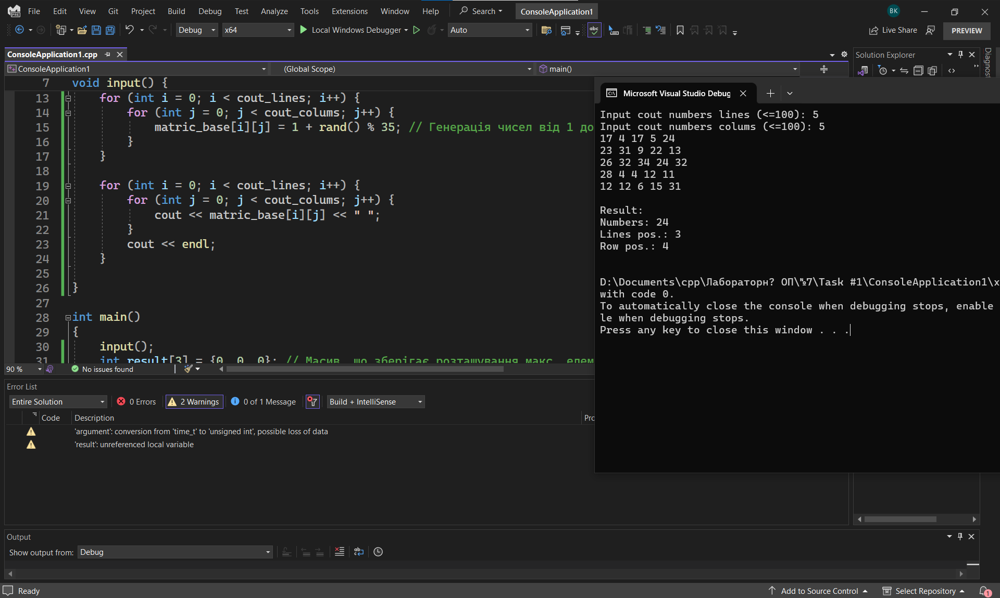 File Edit View Git Project Build Debug Test Analyze Tools Extensions Window Help Search ConsoleApplication1 BK
Debug x64 Local Windows Debugger Auto Live Share PREVIEW
ConsoleApplication1.cpp
ConsoleApplication1 (Global Scope) main()
7 void input() {
13 for (int i = 0; i < cout_lines; i++) {
14 for (int j = 0; j < cout_colums; j++) {
15 matric_base[i][j] = 1 + rand() % 35; // Генерація чисел від 1 до
16 }
17 }
18
19 for (int i = 0; i < cout_lines; i++) {
20 for (int j = 0; j < cout_colums; j++) {
21 cout << matric_base[i][j] << " ";
22 }
23 cout << endl;
24 }
25
26 }
27
28 int main()
29 {
30 input();
31 int result[3] = {0, 0, 0}; // Масив, що зберігає розташування макс. елем
90 % No issues found
Solution Explorer
Diagnost
Microsoft Visual Studio Debug
Input cout numbers lines (<=100): 5
Input cout numbers colums (<=100): 5
17 4 17 5 24
23 31 9 22 13
26 32 34 24 32
28 4 4 12 11
12 12 6 15 31
Result:
Numbers: 24
Lines pos.: 3
Row pos.: 4
D:\Documents\cpp\Лабораторн? ОП\№7\Task #1\ConsoleApplication1\x
with code 0.
To automatically close the console when debugging stops, enable
le when debugging stops.
Press any key to close this window . . .
Error List
Entire Solution 0 Errors 2 Warnings 0 of 1 Message Build + IntelliSense
Code Description Prc
'argument': conversion from 'time_t' to 'unsigned int', possible loss of data
'result': unreferenced local variable
Output
Show output from: Debug
Ready Add to Source Control Select Repository 1